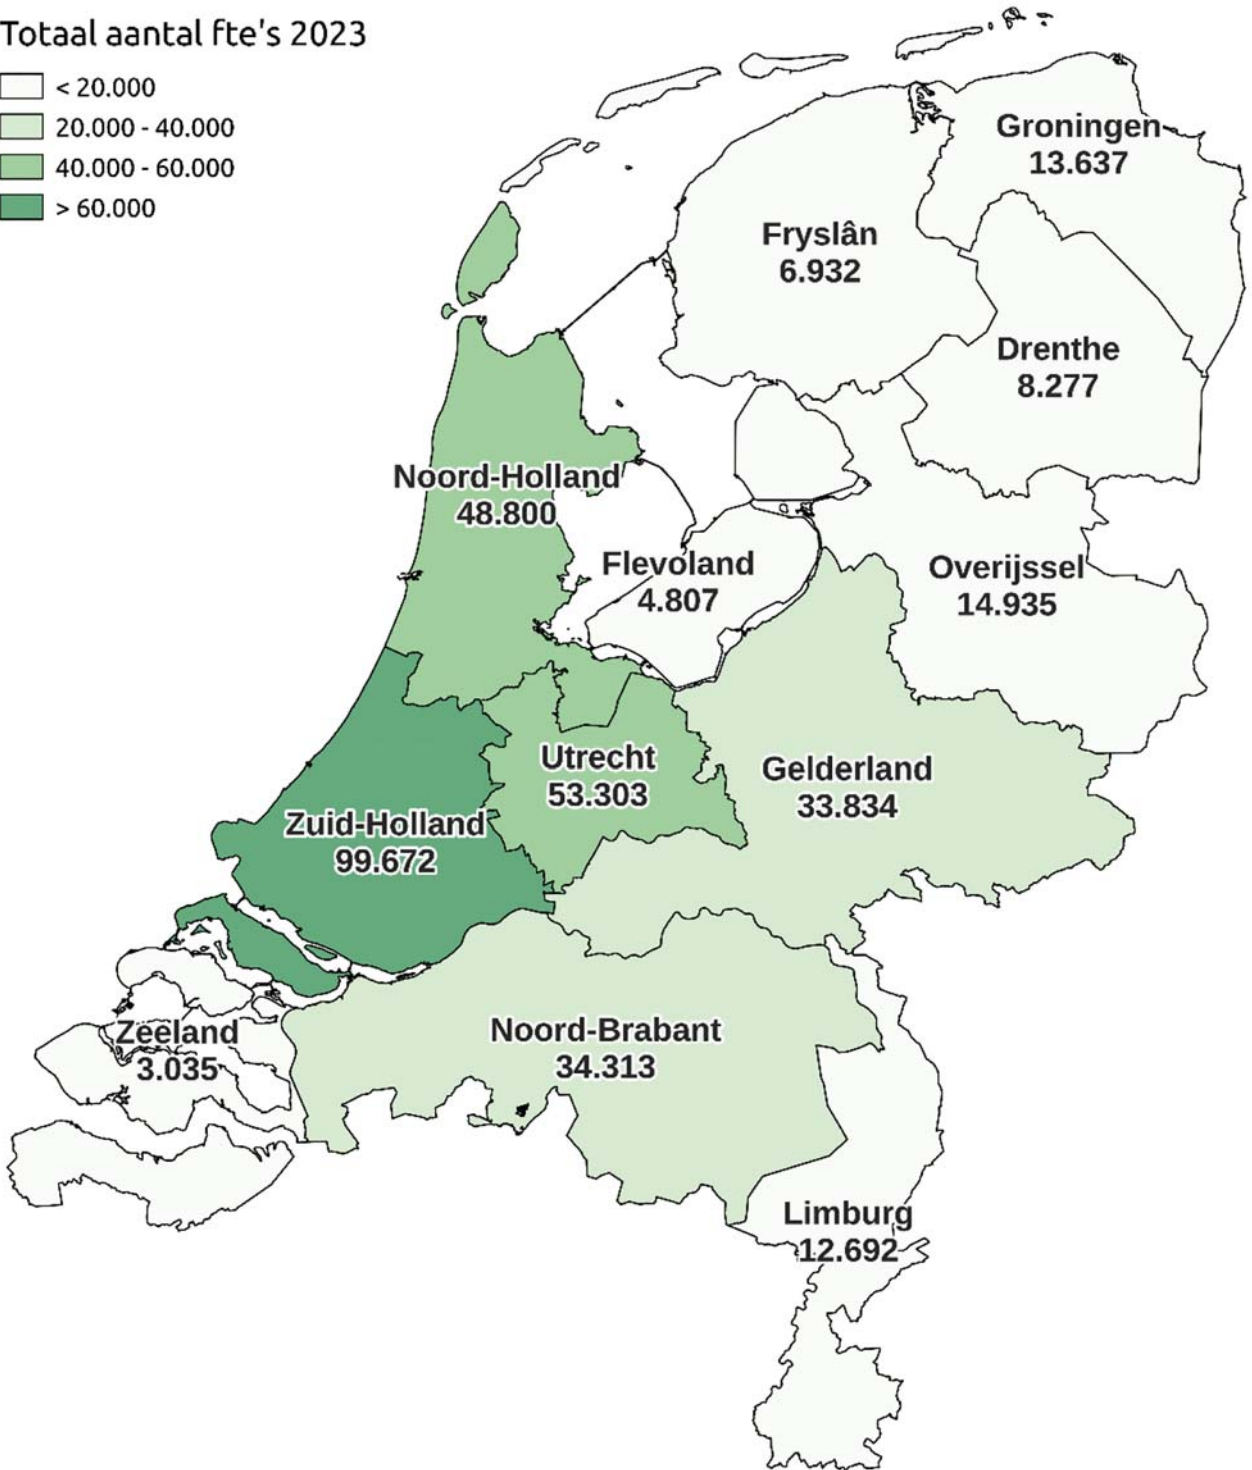 Totaal aantal fte's 2023
< 20.000
20.000 - 40.000
40.000 - 60.000
> 60.000
Groningen
13.637
Fryslân
6.932
Drenthe
8.277
Noord-Holland
48.800
Flevoland
4.807
Overijssel
14.935
Utrecht
53.303
Gelderland
33.834
Zuid-Holland
99.672
Zeeland
3.035
Noord-Brabant
34.313
Limburg
12.692